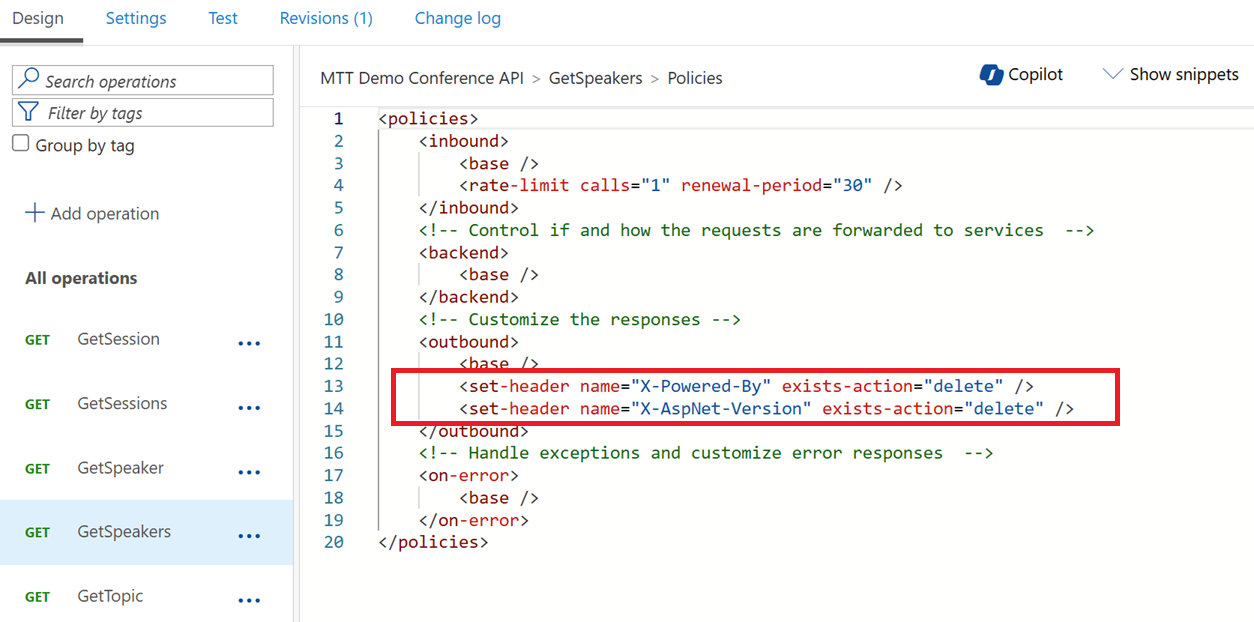 Design Settings Test Revisions (1) Change log
Search operations
Filter by tags
Group by tag
Add operation
All operations
GET GetSession ...
GET GetSessions ...
GET GetSpeaker ...
GET GetSpeakers ...
GET GetTopic ...
MTT Demo Conference API > GetSpeakers > Policies
Copilot
Show snippets
1 <policies>
2 <inbound>
3 <base />
4 <rate-limit calls="1" renewal-period="30" />
5 </inbound>
6 <!-- Control if and how the requests are forwarded to services  -->
7 <backend>
8 <base />
9 </backend>
10 <!-- Customize the responses -->
11 <outbound>
12 <base />
13 <set-header name="X-Powered-By" exists-action="delete" />
14 <set-header name="X-AspNet-Version" exists-action="delete" />
15 </outbound>
16 <!-- Handle exceptions and customize error responses  -->
17 <on-error>
18 <base />
19 </on-error>
20 </policies>